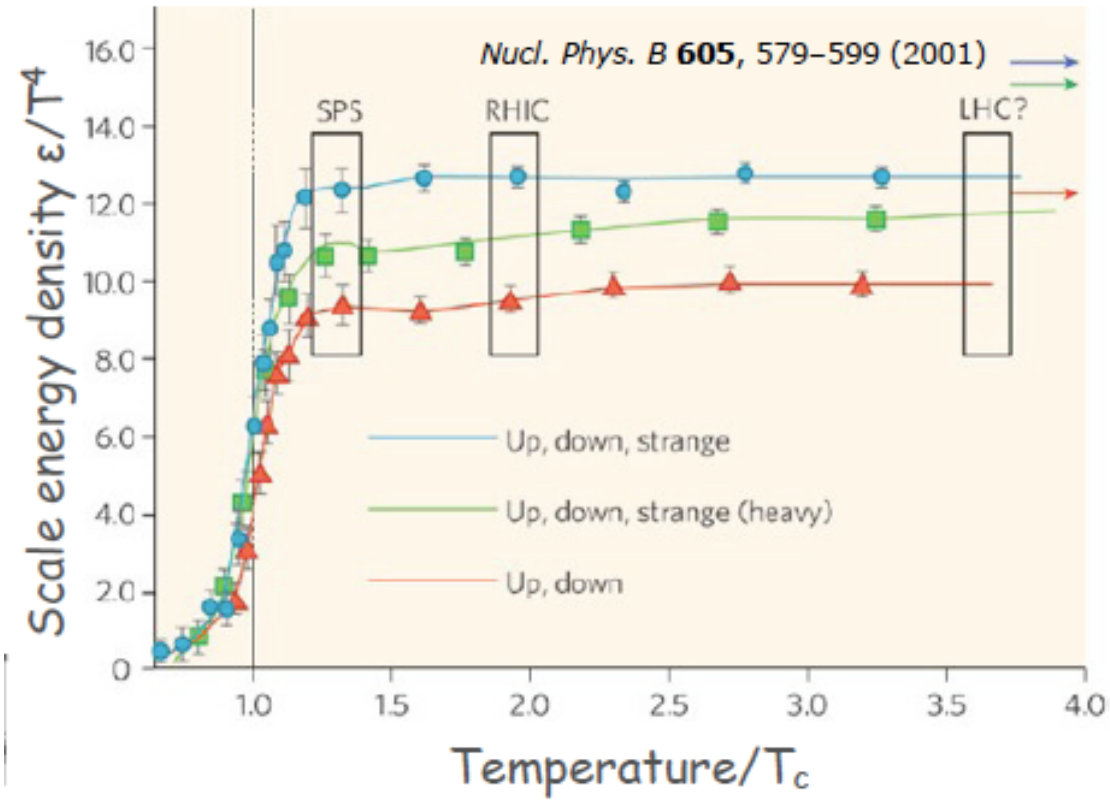 Nucl. Phys. B 605, 579–599 (2001)
SPS
RHIC
LHC?
Scale energy density ε/T⁴
16.0
14.0
12.0
10.0
8.0
6.0
4.0
2.0
0
Up, down, strange
Up, down, strange (heavy)
Up, down
1.0
1.5
2.0
2.5
3.0
3.5
4.0
Temperature/Tc